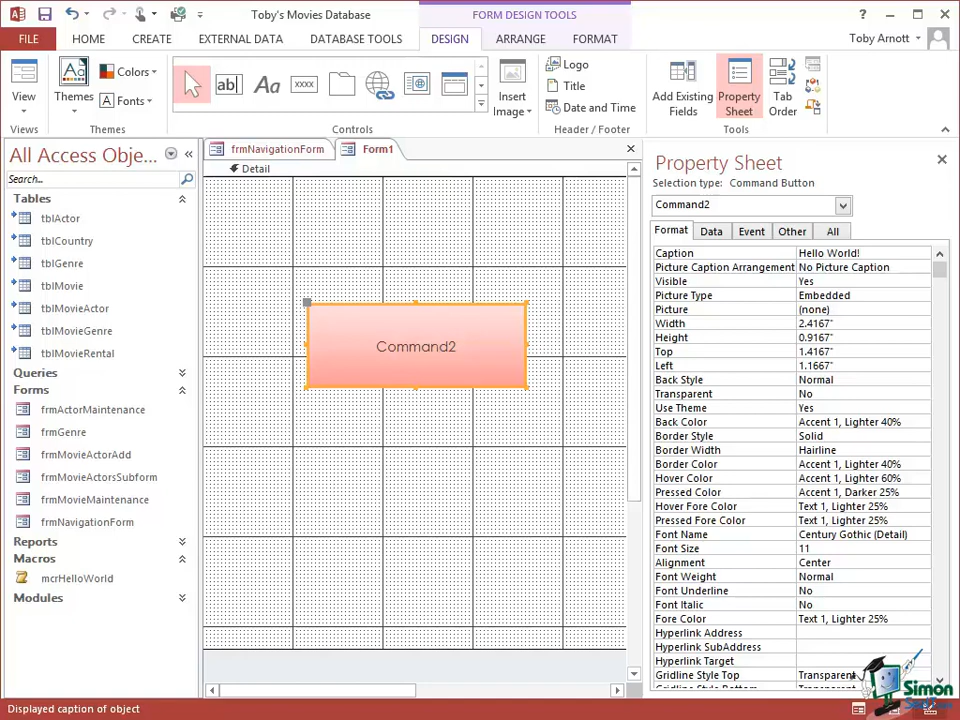 Toby's Movies Database
FORM DESIGN TOOLS
FILE
HOME
CREATE
EXTERNAL DATA
DATABASE TOOLS
DESIGN
ARRANGE
FORMAT
Toby Arnott
View
Themes
Aa
Colors
Fonts
ab
Aa
xxxx
Insert
Image
Logo
Title
Date and Time
Add Existing
Fields
Property
Sheet
Tab
Order
Views
Themes
Controls
Header / Footer
Tools
All Access Obje...
Search...
Tables
tblActor
tblCountry
tblGenre
tblMovie
tblMovieActor
tblMovieGenre
tblMovieRental
Queries
Forms
frmActorMaintenance
frmGenre
frmMovieActorAdd
frmMovieActorsSubform
frmMovieMaintenance
frmNavigationForm
Reports
Macros
mcrHelloWorld
Modules
frmNavigationForm
Form1
Detail
Command2
Property Sheet
Selection type: Command Button
Command2
Format
Data
Event
Other
All
Caption Hello World!
Picture Caption Arrangement No Picture Caption
Visible Yes
Picture Type Embedded
Picture (none)
Width 2.4167"
Height 0.9167"
Top 1.4167"
Left 1.1667"
Back Style Normal
Transparent No
Use Theme Yes
Back Color Accent 1, Lighter 40%
Border Style Solid
Border Width Hairline
Border Color Accent 1, Lighter 40%
Hover Color Accent 1, Lighter 60%
Pressed Color Accent 1, Darker 25%
Hover Fore Color Text 1, Lighter 25%
Pressed Fore Color Text 1, Lighter 25%
Font Name Century Gothic (Detail)
Font Size 11
Alignment Center
Font Weight Normal
Font Underline No
Font Italic No
Fore Color Text 1, Lighter 25%
Hyperlink Address
Hyperlink SubAddress
Hyperlink Target
Gridline Style Top Transparent
Gridline Style Bottom Transparent
Simon
Displayed caption of object